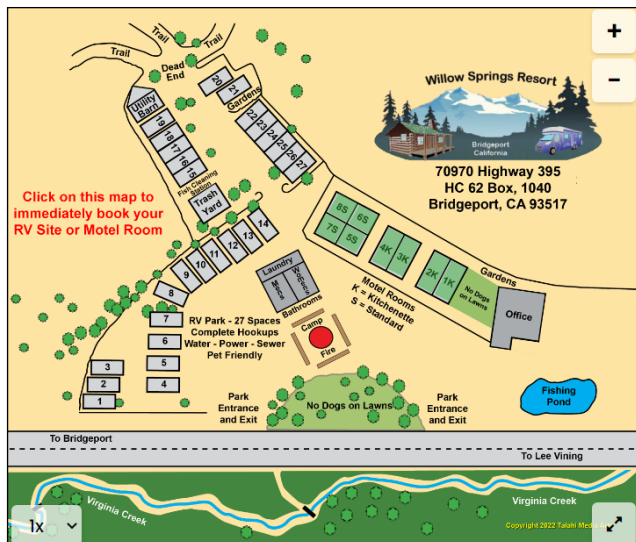 Trail
Trail
Trail
Dead
End
+
−
Willow Springs Resort
Bridgeport
California
70970 Highway 395
HC 62 Box, 1040
Bridgeport, CA 93517
Utility
Barn
20
21
Gardens
19
18
17
16
15
22
23
24
25
26
27
Fish Cleaning
Station
Trash
Yard
Click on this map to
immediately book your
RV Site or Motel Room
8S
6S
7S
5S
4K
3K
2K
1K
Gardens
No Dogs
on Lawns
Office
Motel Rooms
K = Kitchenette
S = Standard
14
13
12
11
10
9
8
Laundry
Mens
Womens
Bathrooms
7
6
5
4
3
2
1
RV Park - 27 Spaces
Complete Hookups
Water - Power - Sewer
Pet Friendly
Camp
Fire
Park
Entrance
and Exit
No Dogs on Lawns
Park
Entrance
and Exit
Fishing
Pond
To Bridgeport
To Lee Vining
Virginia Creek
Virginia Creek
1x
Copyright 2022 Talahi Media